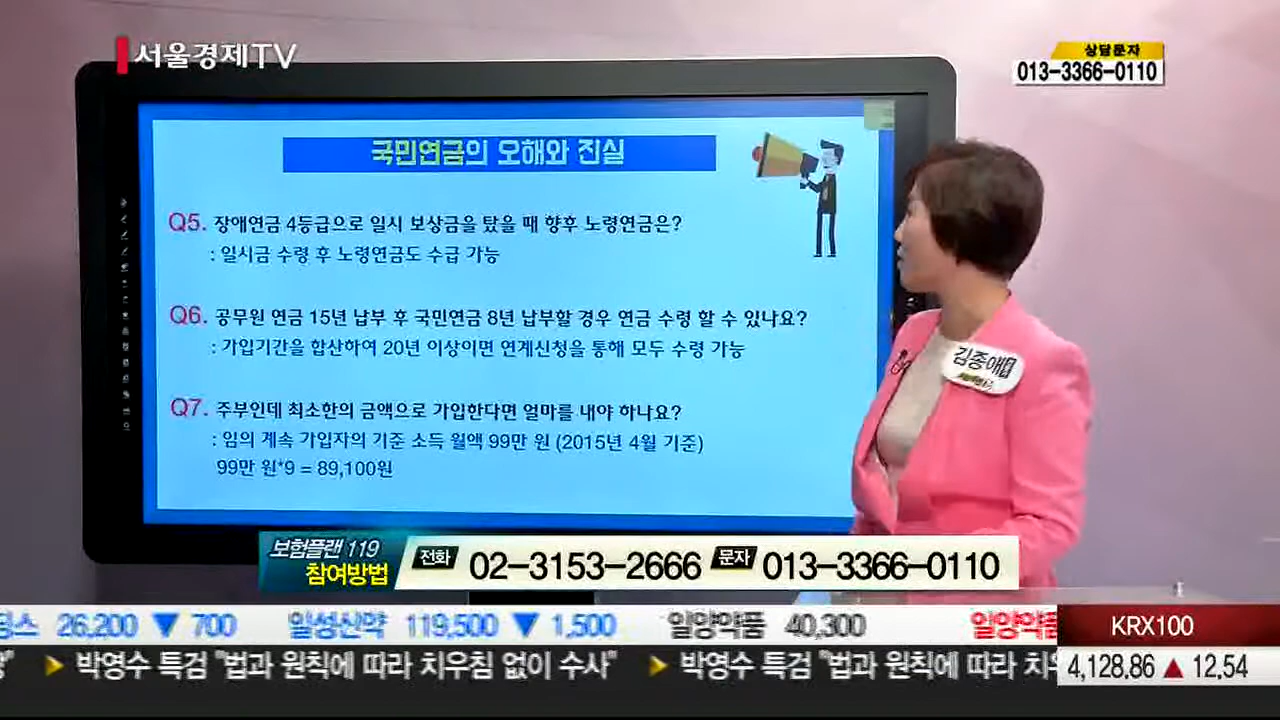 서울경제TV
상담문자
013-3366-0110
국민연금의 오해와 진실
Q5. 장애연금 4등급으로 일시 보상금을 탔을 때 향후 노령연금은?
: 일시금 수령 후 노령연금도 수급 가능
Q6. 공무원 연금 15년 납부 후 국민연금 8년 납부할 경우 연금 수령 할 수 있나요?
: 가입기간을 합산하여 20년 이상이면 연계신청을 통해 모두 수령 가능
Q7. 주부인데 최소한의 금액으로 가입한다면 얼마를 내야 하나요?
: 임의 계속 가입자의 기준 소득 월액 99만 원 (2015년 4월 기준)
99만 원*9 = 89,100원
김종애
보험플랜 119
참여방법
전화 02-3153-2666 문자 013-3366-0110
스 26,200 ▼ 700 일성신약 119,500 ▼ 1,500 일양약품 40,300 일양약품
KRX100
4,128.86 ▲ 12.54
" ▶ 박영수 특검 "법과 원칙에 따라 치우침 없이 수사" ▶ 박영수 특검 "법과 원칙에 따라 치우